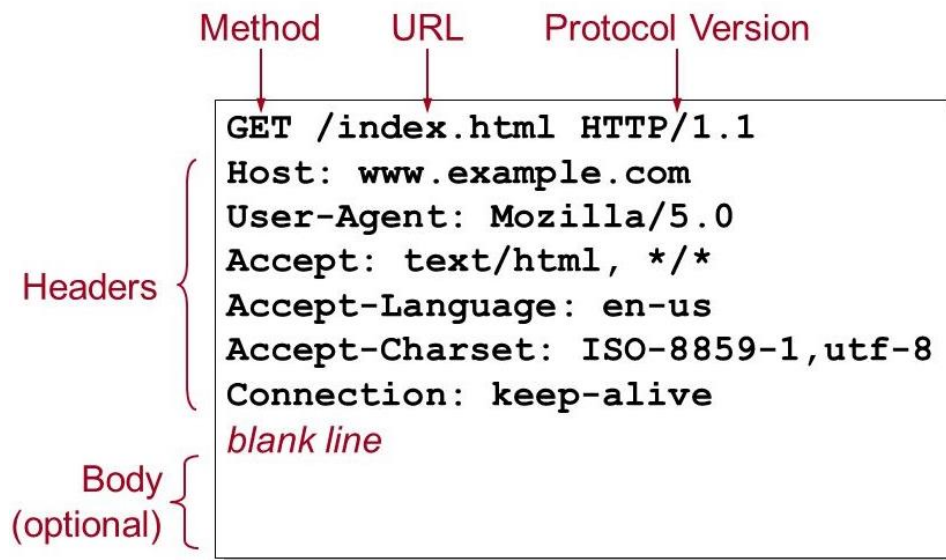 Method URL Protocol Version
GET /index.html HTTP/1.1
Host: www.example.com
User-Agent: Mozilla/5.0
Accept: text/html, */*
Headers
Accept-Language: en-us
Accept-Charset: ISO-8859-1,utf-8
Connection: keep-alive
blank line
Body
(optional)